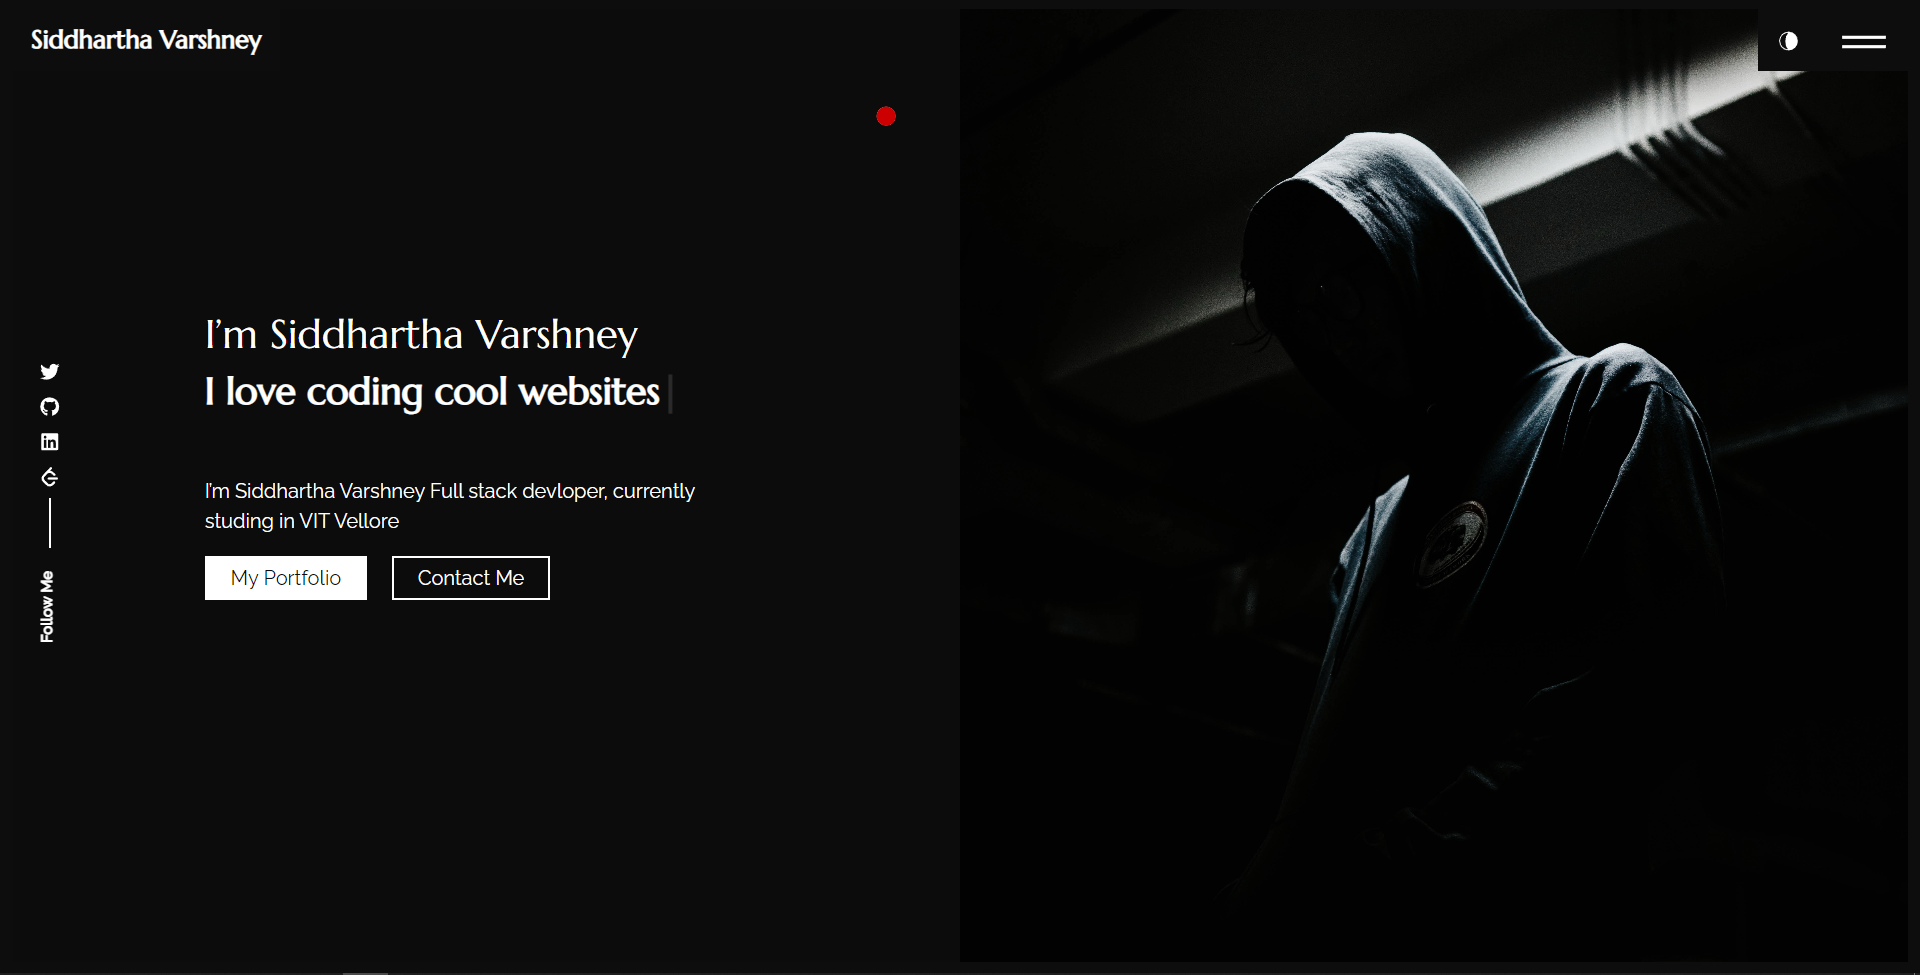 Siddhartha Varshney
I'm Siddhartha Varshney
I love coding cool websites
I'm Siddhartha Varshney Full stack devloper, currently
studing in VIT Vellore
My Portfolio
Contact Me
Follow Me